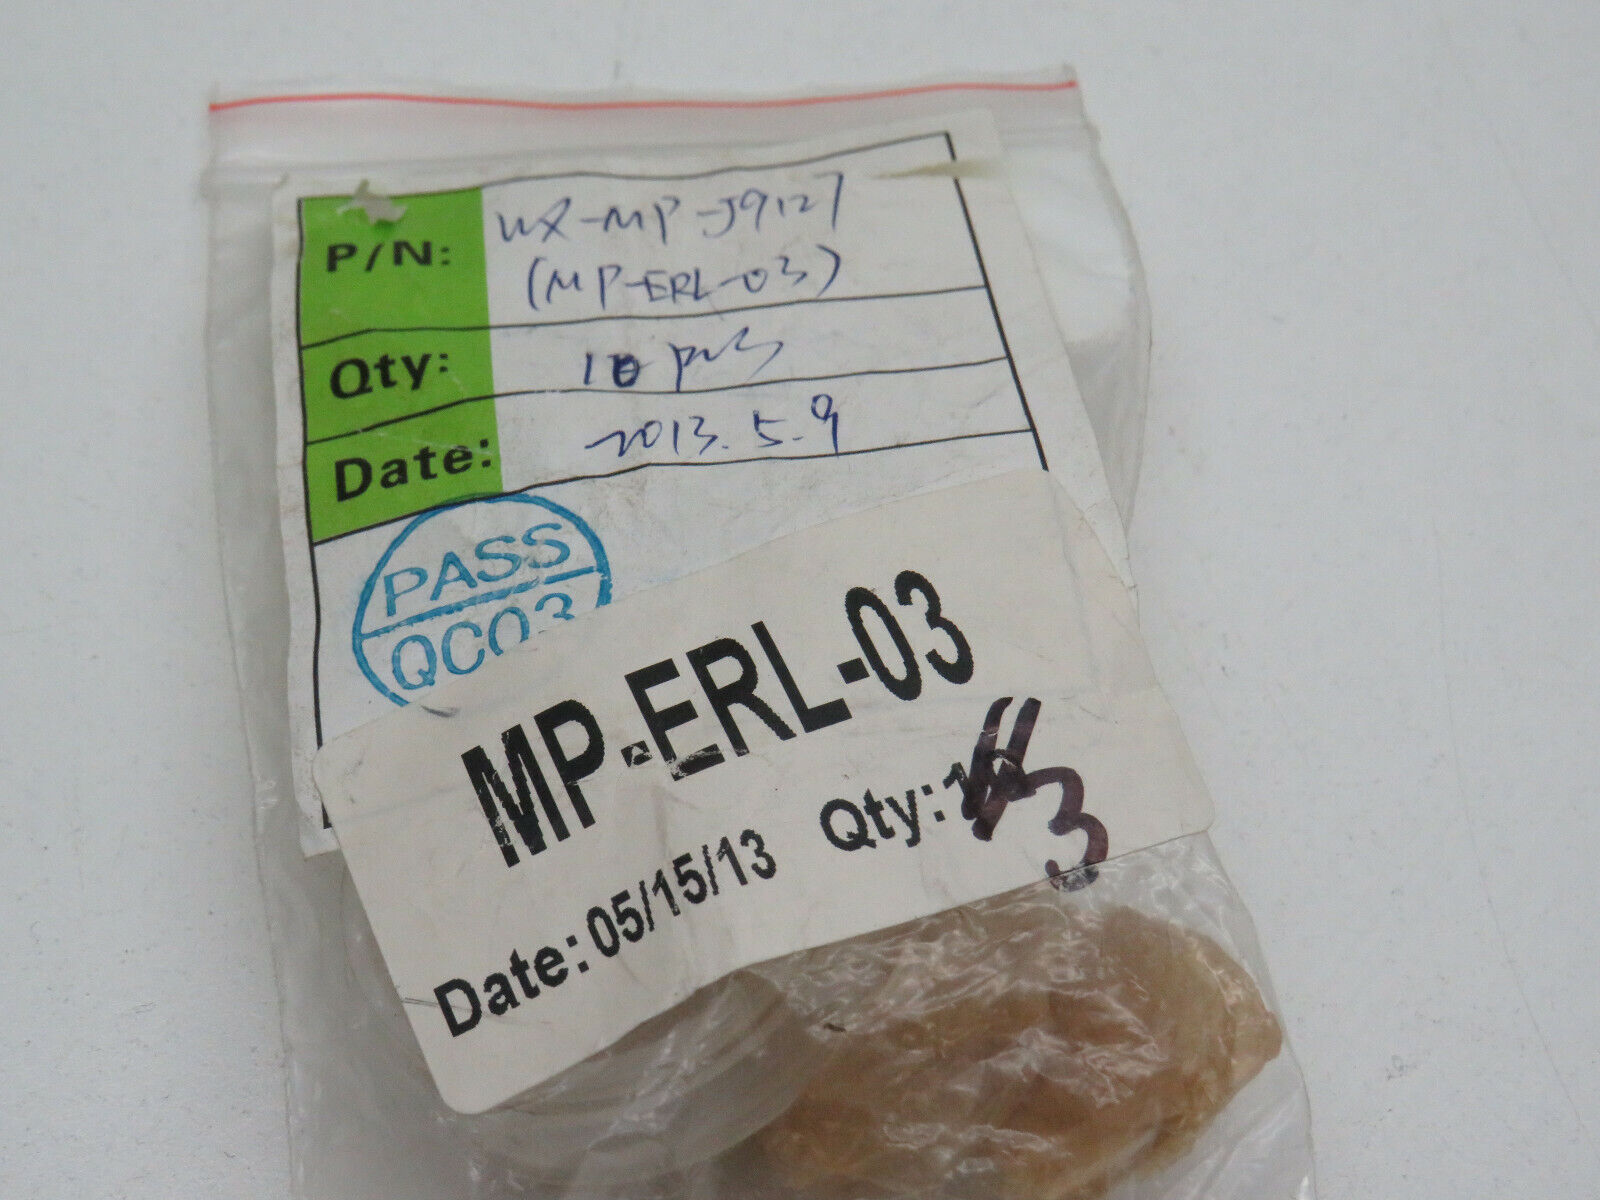 P/N: WX-MP-J9127
(MP-ERL-03)
Qty: 10 pcs
Date: 2013.5.9
PASS
QC03
MP-ERL-03
Date: 05/15/13 Qty: 3